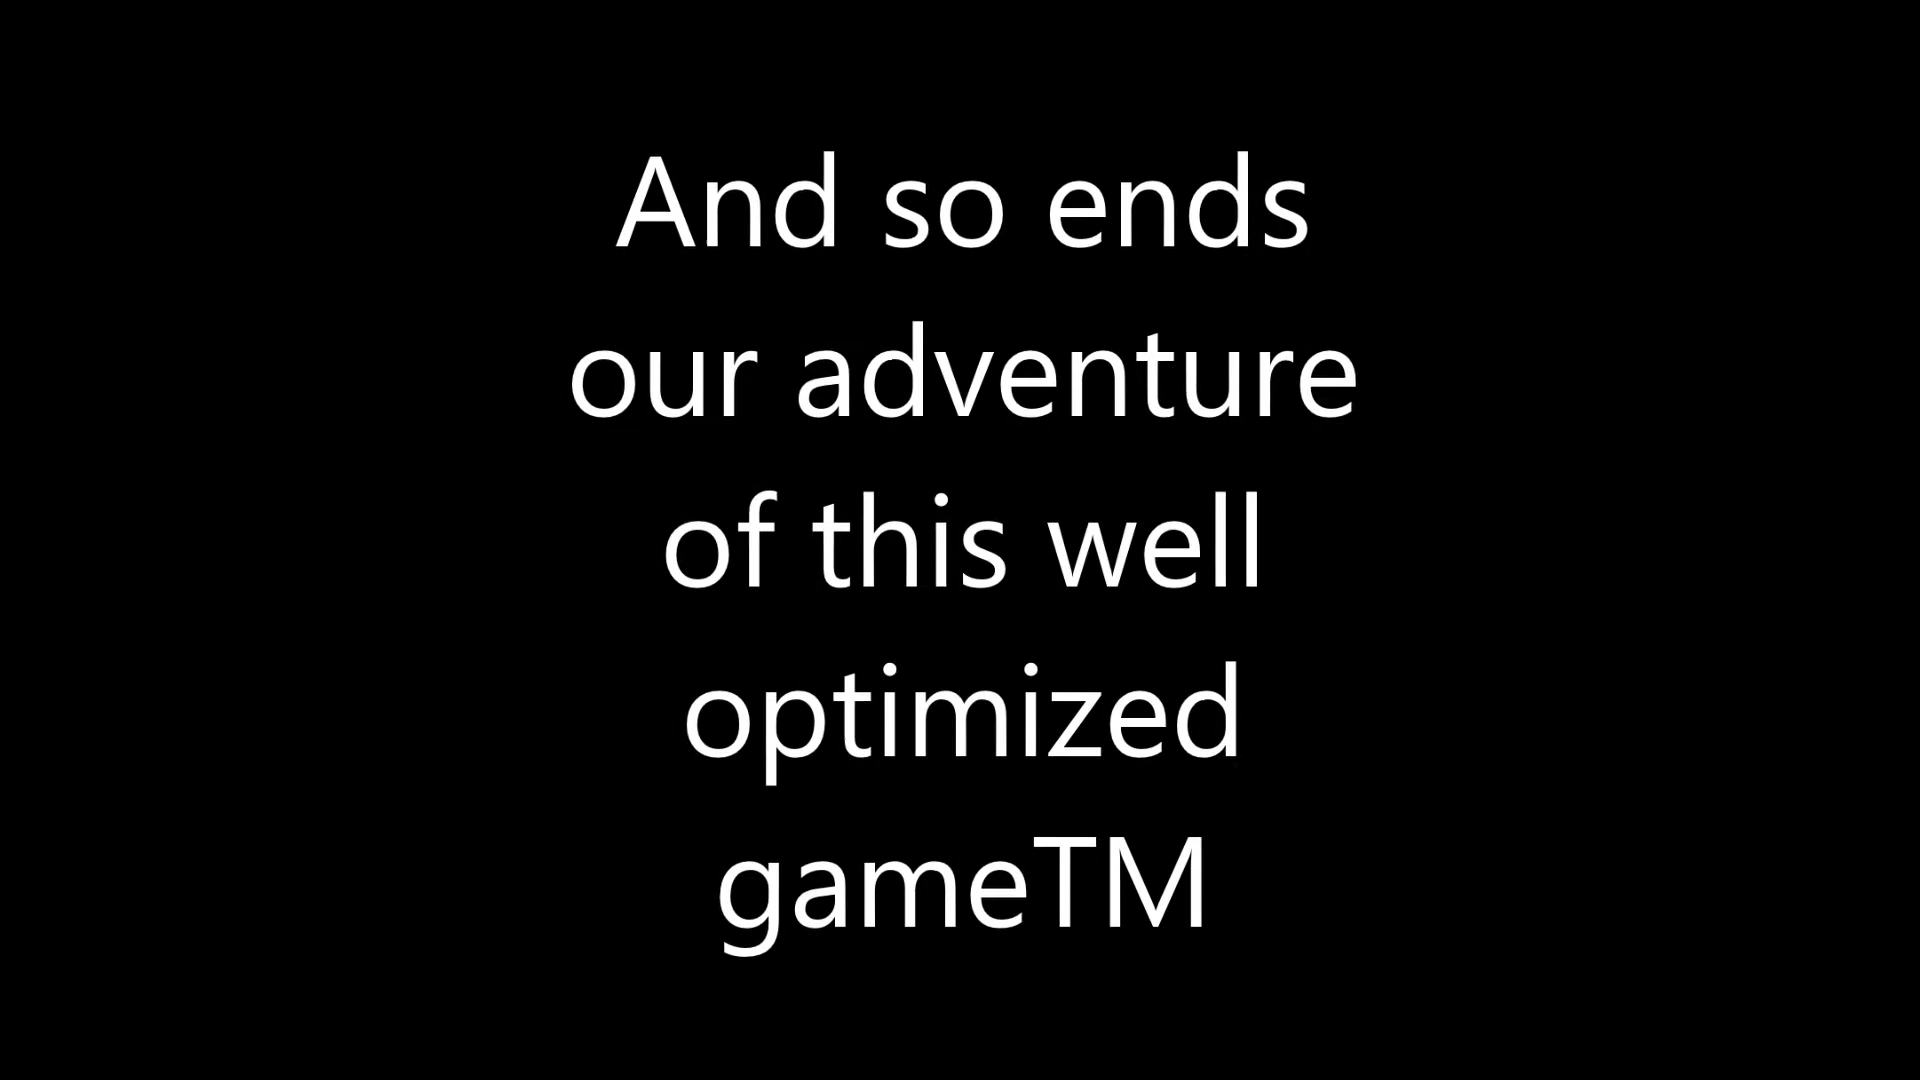 And so ends
our adventure
of this well
optimized
gameTM